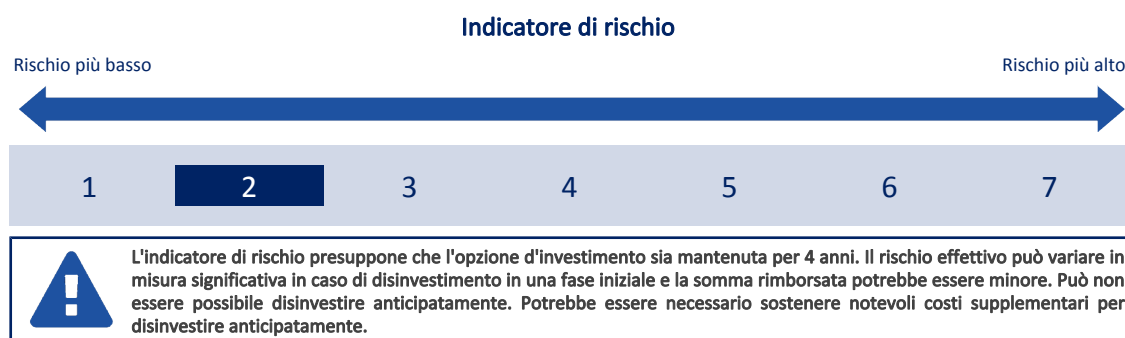 Indicatore di rischio
Rischio più basso
Rischio più alto
1 2 3 4 5 6 7
L'indicatore di rischio presuppone che l'opzione d'investimento sia mantenuta per 4 anni. Il rischio effettivo può variare in
misura significativa in caso di disinvestimento in una fase iniziale e la somma rimborsata potrebbe essere minore. Può non
essere possibile disinvestire anticipatamente. Potrebbe essere necessario sostenere notevoli costi supplementari per
disinvestire anticipatamente.